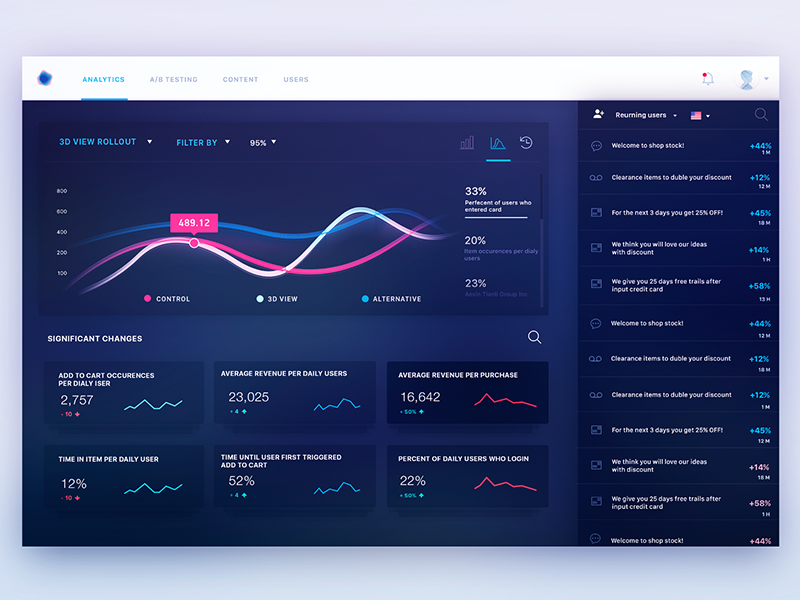 ANALYTICS
A/B TESTING
CONTENT
USERS
3D VIEW ROLLOUT
FILTER BY
95%
800
600
400
200
100
489.12
CONTROL
3D VIEW
ALTERNATIVE
33%
Perfecent of users who
entered card
20%
Item occurences per dialy
users
23%
SIGNIFICANT CHANGES
ADD TO CART OCCURENCES
PER DIALY ISER
2,757
- 10
AVERAGE REVENUE PER DAILY USERS
23,025
+ 4
AVERAGE REVENUE PER PURCHASE
16,642
+ 50%
TIME IN ITEM PER DAILY USER
12%
- 10
TIME UNTIL USER FIRST TRIGGERED
ADD TO CART
52%
+ 4
PERCENT OF DAILY USERS WHO LOGIN
22%
+ 50%
Reurning users
Welcome to shop stock!
+44%
1 M
Clearance items to duble your discount
+12%
12 M
For the next 3 days you get 25% OFF!
+45%
18 M
We think you will love our ideas
with discount
+14%
1 H
We give you 25 days free trails after
input credit card
+58%
13 H
Welcome to shop stock!
+44%
12 M
Clearance items to duble your discount
+12%
18 M
Clearance items to duble your discount
+12%
1 M
For the next 3 days you get 25% OFF!
+45%
12 M
We think you will love our ideas
with discount
+14%
18 M
We give you 25 days free trails after
input credit card
+58%
1 H
Welcome to shop stock!
+44%